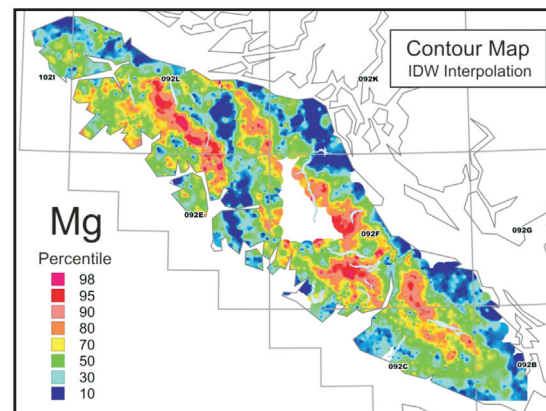 Contour Map
IDW Interpolation
102I
092L
092K
092E
092F
092G
092C
092B
Mg
Percentile
98
95
90
80
70
50
30
10